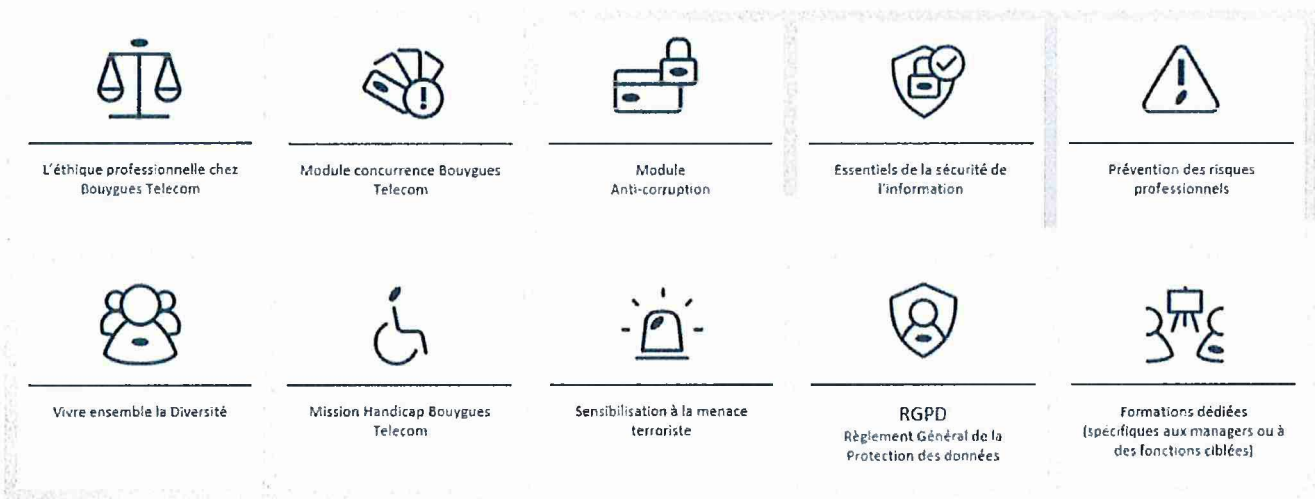 L'éthique professionnelle chez
Bouygues Telecom
Module concurrence Bouygues
Telecom
Module
Anti-corruption
Essentiels de la sécurité de
l'information
Prévention des risques
professionnels
Vivre ensemble la Diversité
Mission Handicap Bouygues
Telecom
Sensibilisation à la menace
terroriste
RGPD
Règlement Général de la
Protection des données
Formations dédiées
(spécifiques aux managers ou à
des fonctions ciblées)